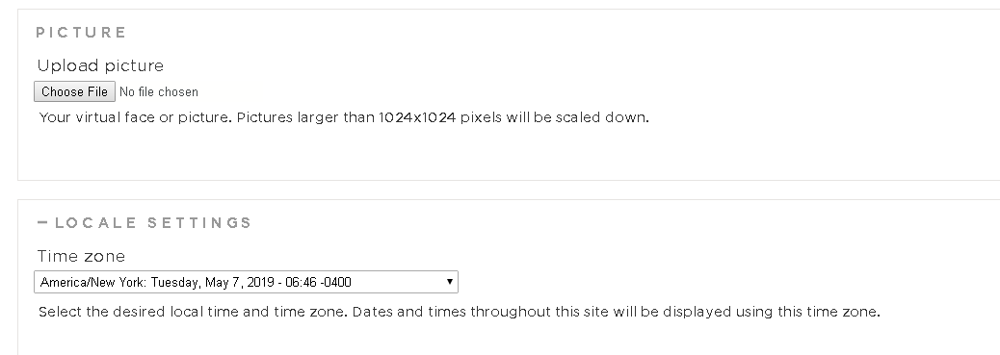 PICTURE
Upload picture
Choose File No file chosen
Your virtual face or picture. Pictures larger than 1024x1024 pixels will be scaled down.
– LOCALE SETTINGS
Time zone
America/New York: Tuesday, May 7, 2019 - 06:46 -0400
Select the desired local time and time zone. Dates and times throughout this site will be displayed using this time zone.